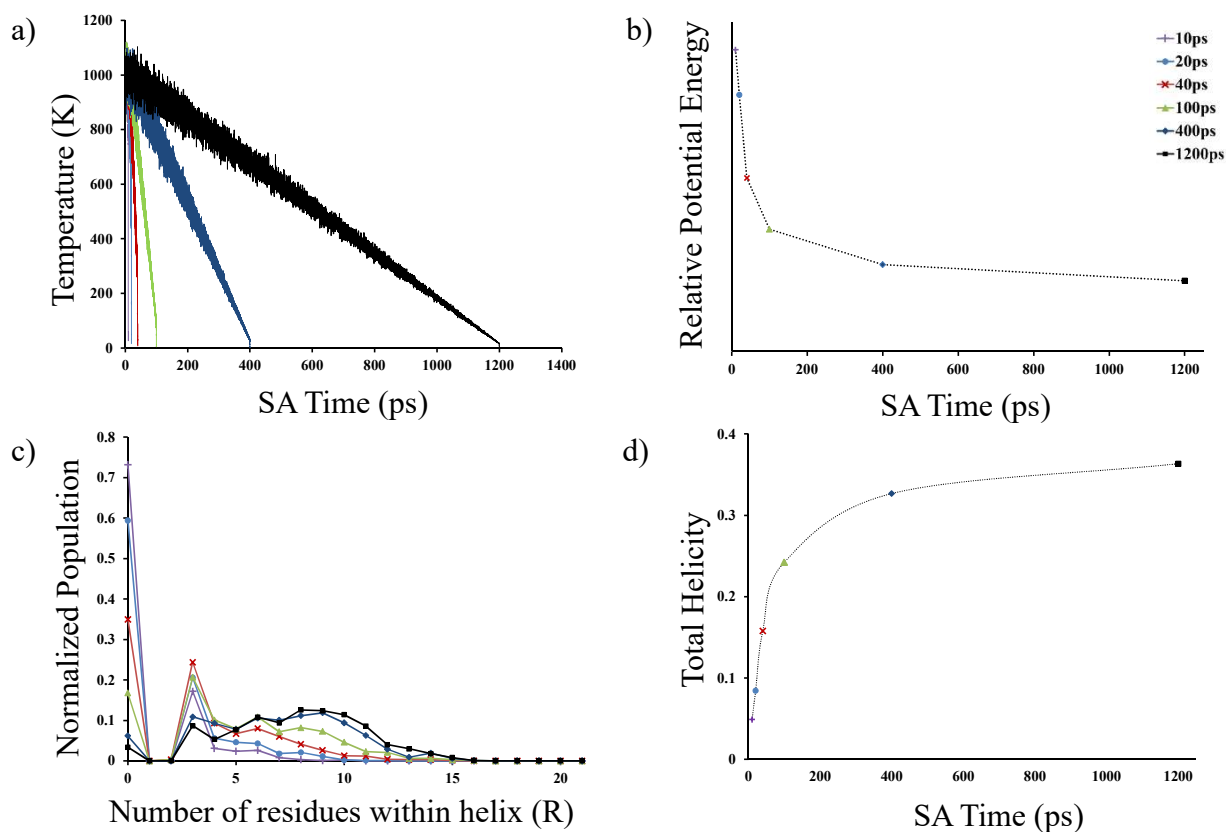 a)
1200
1000
800
600
400
200
0
Temperature (K)
0 200 400 600 800 1000 1200 1400
SA Time (ps)
b)
Relative Potential Energy
10ps
20ps
40ps
100ps
400ps
1200ps
0 200 400 600 800 1000 1200
SA Time (ps)
c)
0.8
0.7
0.6
0.5
0.4
0.3
0.2
0.1
0
Normalized Population
0 5 10 15 20
Number of residues within helix (R)
d)
0.4
0.3
0.2
0.1
0
Total Helicity
0 200 400 600 800 1000 1200
SA Time (ps)